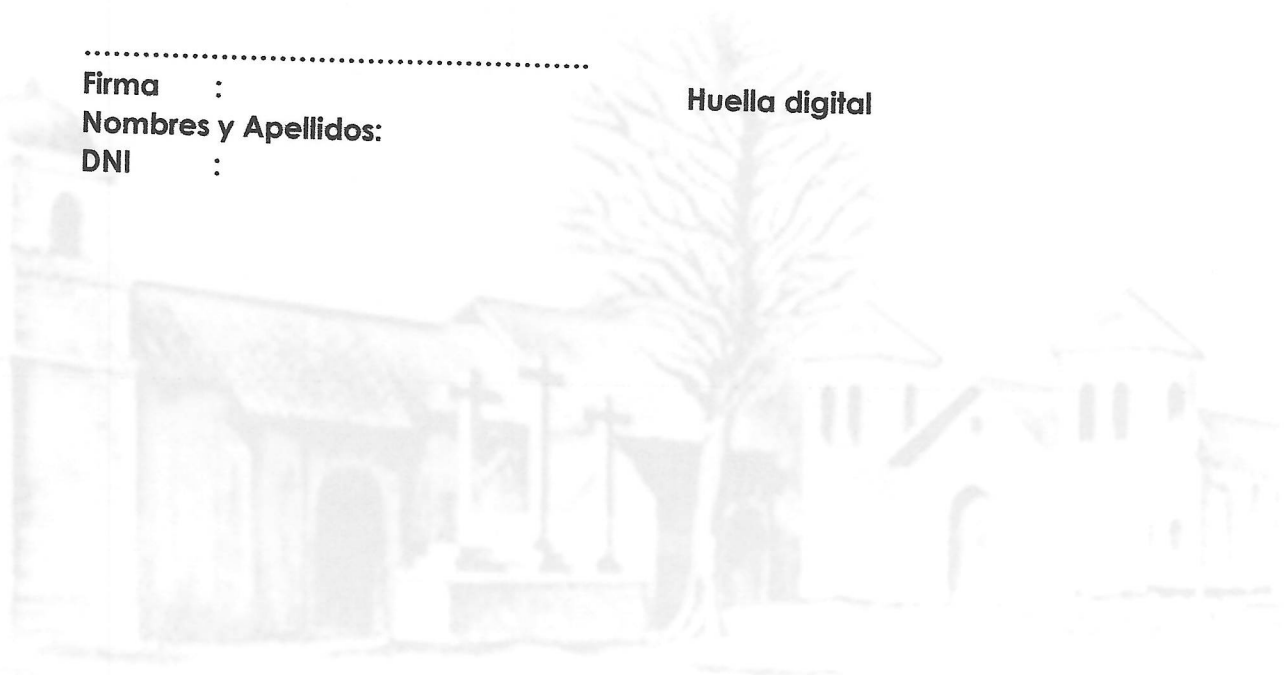 ..................................................
Firma :
Nombres y Apellidos:
DNI :
Huella digital